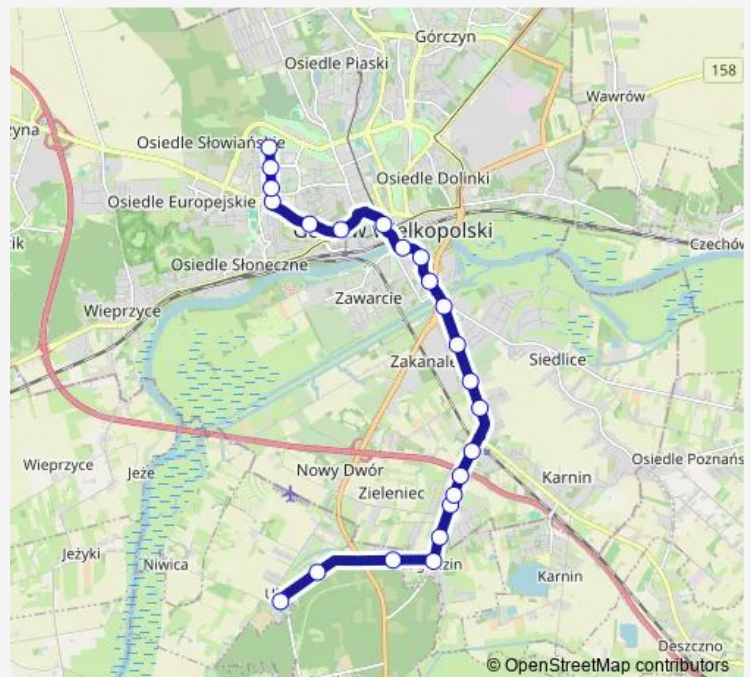 Górczyn
Osiedle Piaski
158
Wawrów
Osiedle Słowiańskie
Osiedle Dolinki
Osiedle Europejskie
Wielkopolski
Czechów
Osiedle Słoneczne
Zawarcie
Wieprzyce
Zakanale
Siedlice
Wieprzyce
Jeże
Nowy Dwór
Osiedle Poznańs
Karnin
Zieleniec
Jeżyki
Niwica
Karnin
Deszczno
© OpenStreetMap contributors